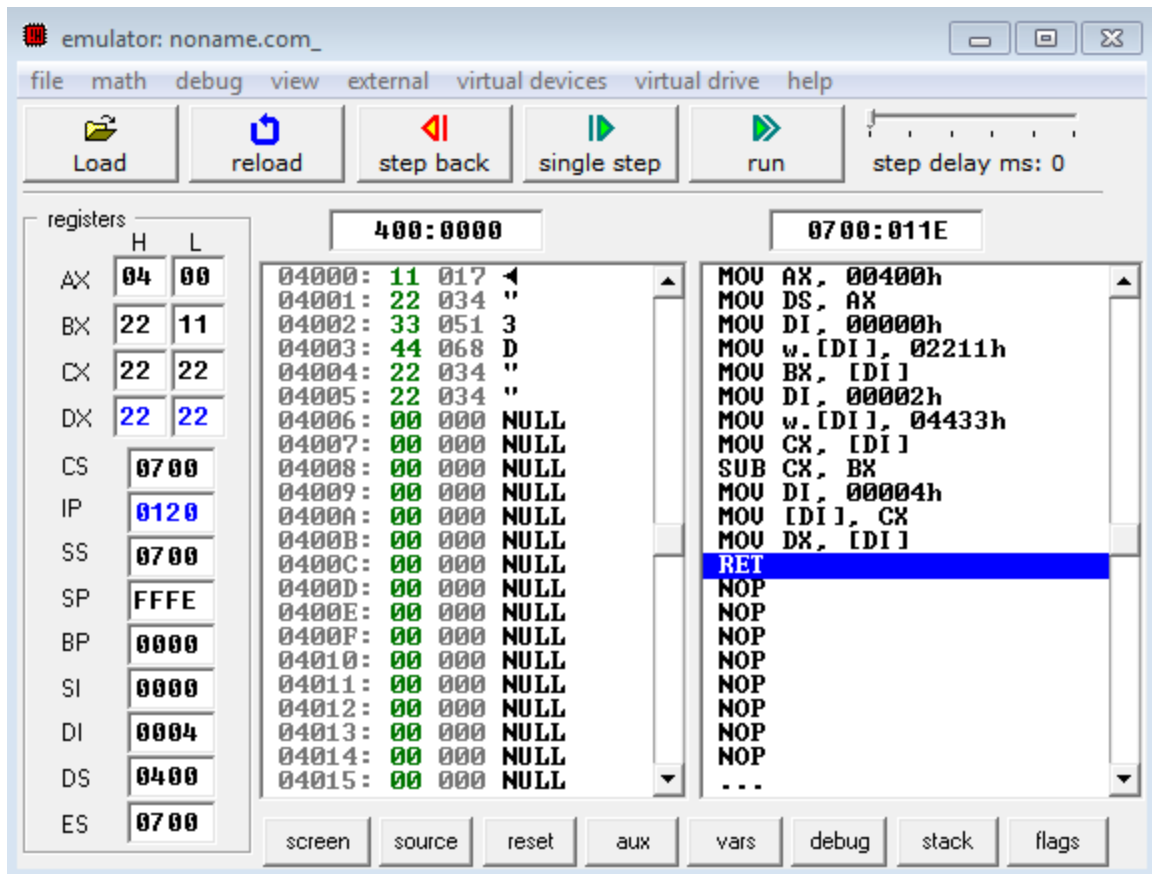 emulator: noname.com_
file math debug view external virtual devices virtual drive help
Load reload step back single step run step delay ms: 0
registers
H L
AX 04 00
BX 22 11
CX 22 22
DX 22 22
CS 0700
IP 0120
SS 0700
SP FFFE
BP 0000
SI 0000
DI 0004
DS 0400
ES 0700
400:0000
04000: 11 017 ◄
04001: 22 034 "
04002: 33 051 3
04003: 44 068 D
04004: 22 034 "
04005: 22 034 "
04006: 00 000 NULL
04007: 00 000 NULL
04008: 00 000 NULL
04009: 00 000 NULL
0400A: 00 000 NULL
0400B: 00 000 NULL
0400C: 00 000 NULL
0400D: 00 000 NULL
0400E: 00 000 NULL
0400F: 00 000 NULL
04010: 00 000 NULL
04011: 00 000 NULL
04012: 00 000 NULL
04013: 00 000 NULL
04014: 00 000 NULL
04015: 00 000 NULL
0700:011E
MOV AX, 00400h
MOV DS, AX
MOV DI, 00000h
MOV w.[DI], 02211h
MOV BX, [DI]
MOV DI, 00002h
MOV w.[DI], 04433h
MOV CX, [DI]
SUB CX, BX
MOV DI, 00004h
MOV [DI], CX
MOV DX, [DI]
RET
NOP
NOP
NOP
NOP
NOP
NOP
NOP
NOP
...
screen source reset aux vars debug stack flags